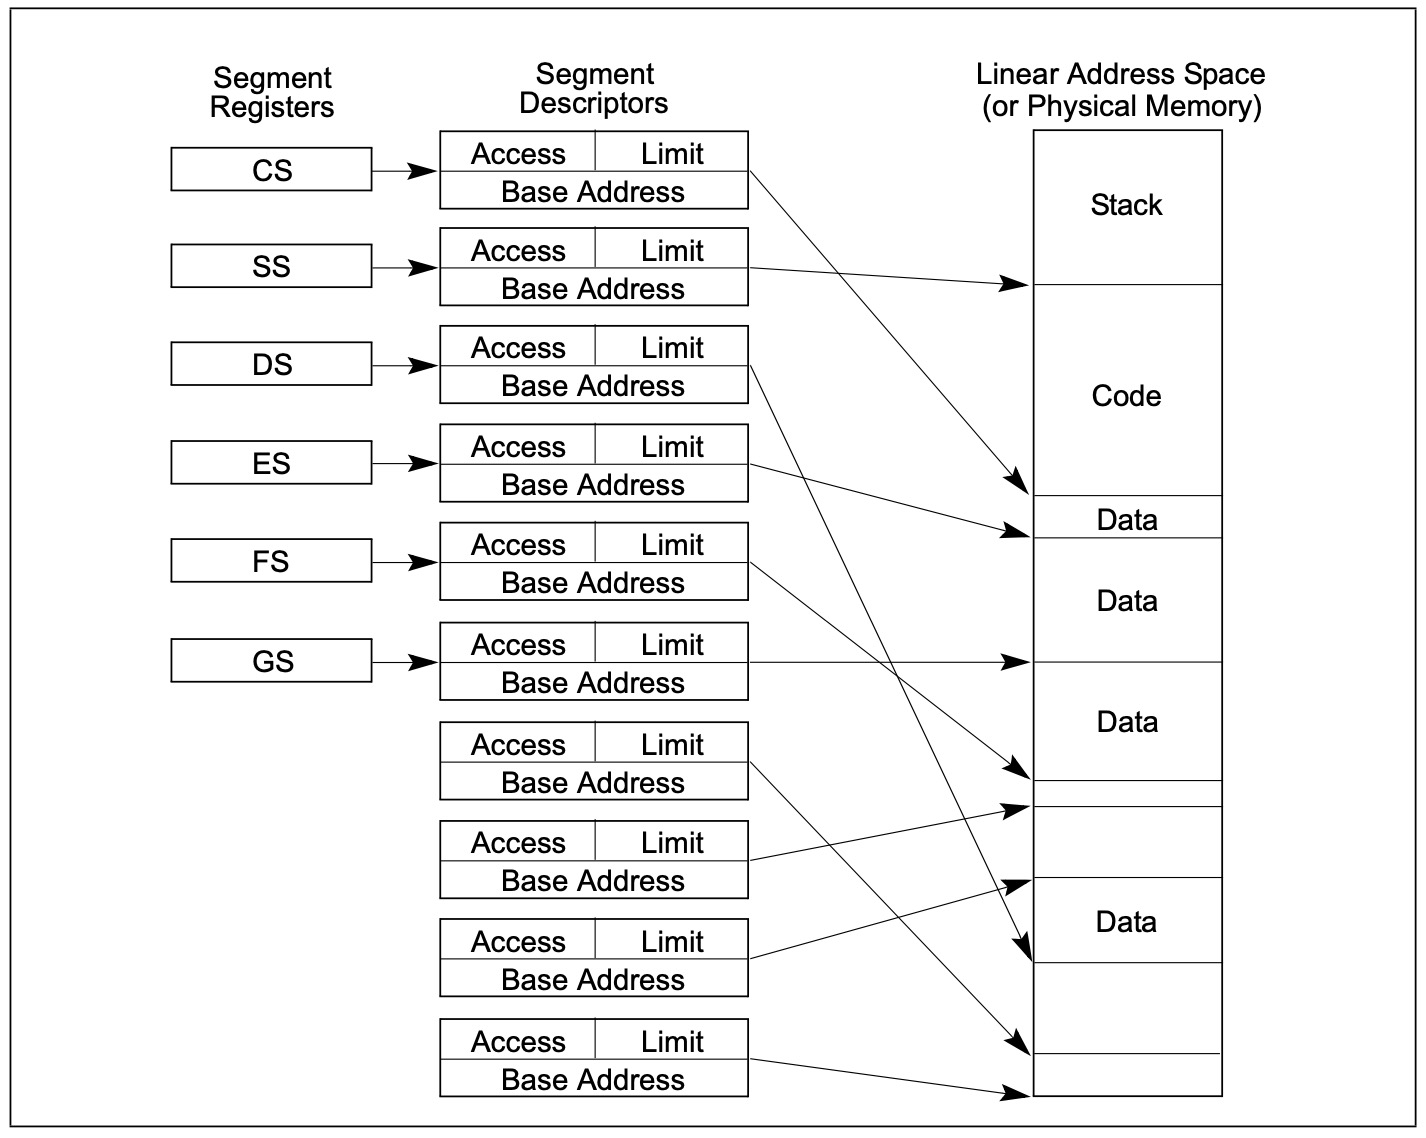 Segment
Registers
Segment
Descriptors
Linear Address Space
(or Physical Memory)
CS
Access Limit
Base Address
Stack
SS
Access Limit
Base Address
DS
Access Limit
Base Address
Code
ES
Access Limit
Base Address
Data
FS
Access Limit
Base Address
Data
GS
Access Limit
Base Address
Data
Access Limit
Base Address
Access Limit
Base Address
Data
Access Limit
Base Address
Access Limit
Base Address